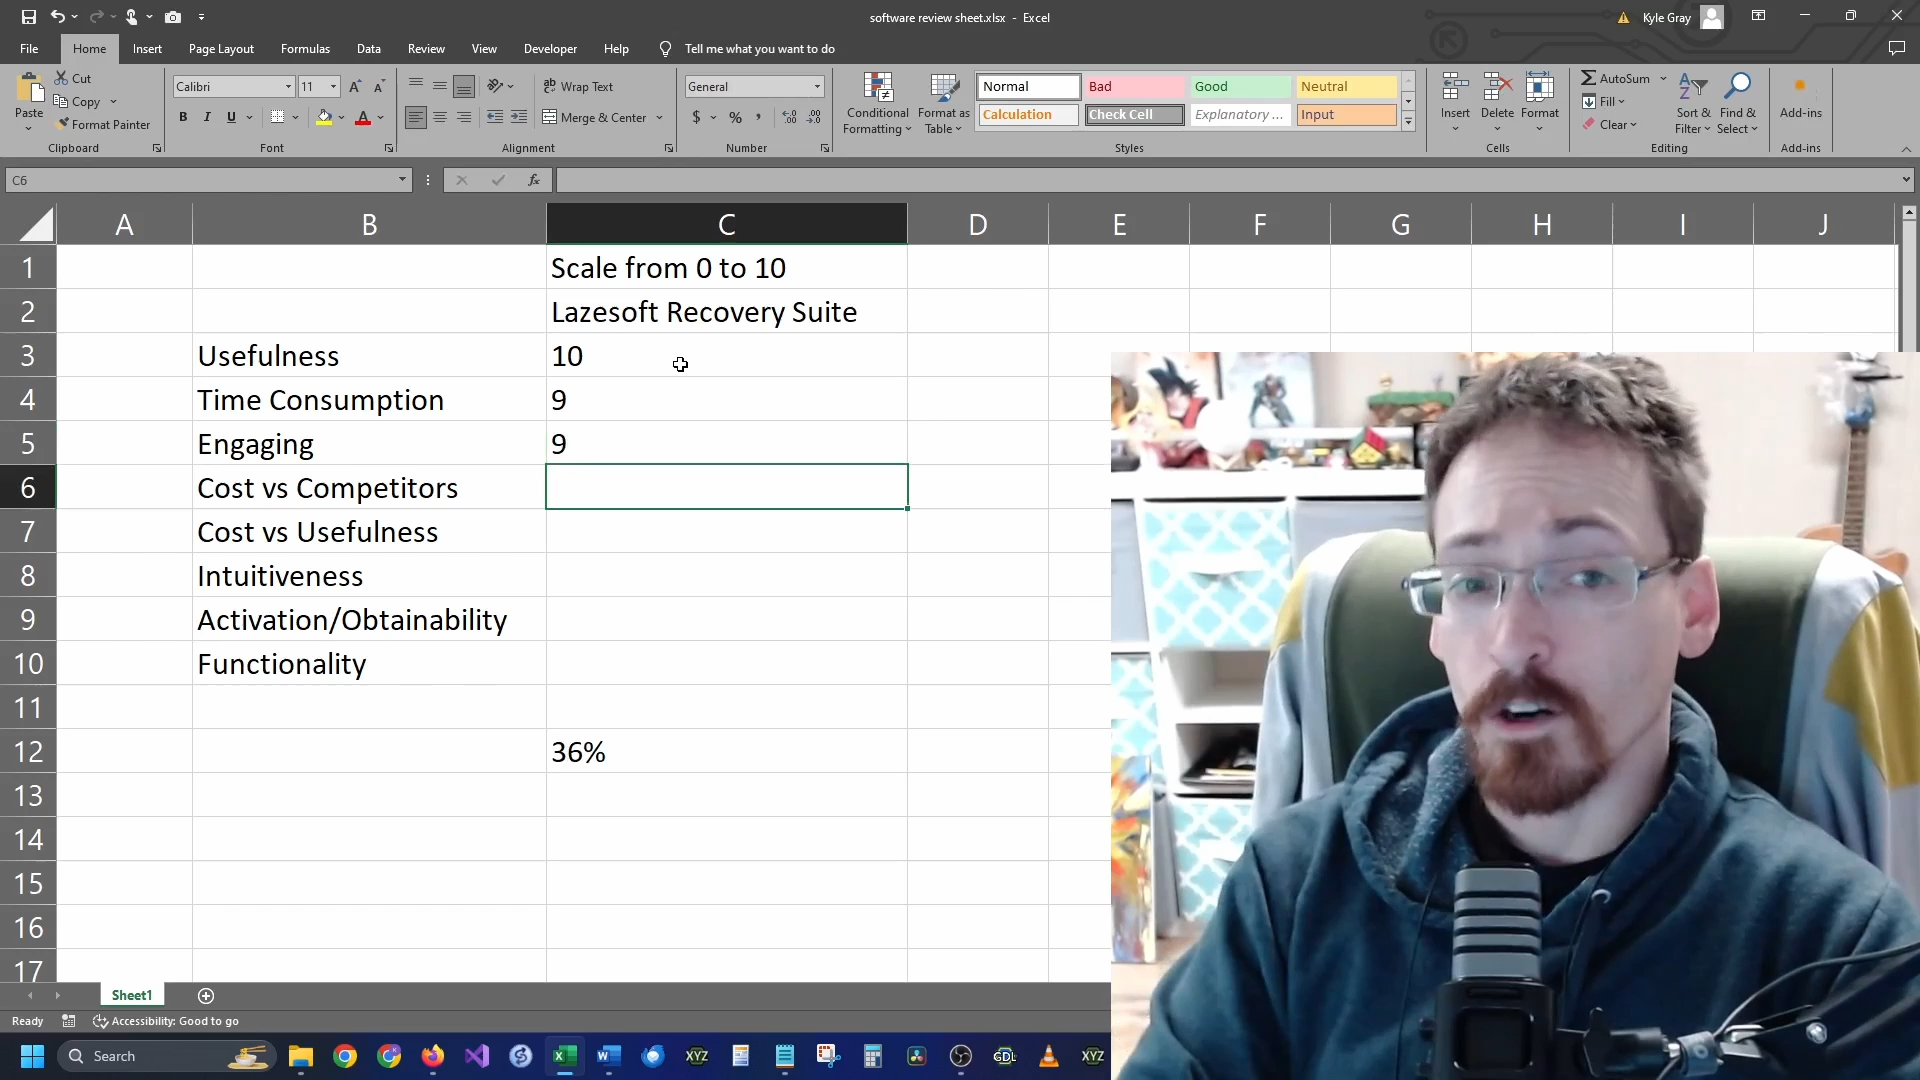 software review sheet.xlsx - Excel
Kyle Gray
File Home Insert Page Layout Formulas Data Review View Developer Help Tell me what you want to do
Paste
Cut
Copy
Format Painter
Clipboard
Calibri 11
B I U
Font
Wrap Text
Merge & Center
Alignment
General
$ % ,
Number
Conditional Formatting
Format as Table
Normal Bad Good Neutral
Calculation Check Cell Explanatory ... Input
Styles
Insert Delete Format
Cells
AutoSum
Fill
Clear
Sort & Filter
Find & Select
Editing
Add-ins
Add-ins
C6
fx
A B C D E F G H I J
1 Scale from 0 to 10
2 Lazesoft Recovery Suite
3 Usefulness 10
4 Time Consumption 9
5 Engaging 9
6 Cost vs Competitors
7 Cost vs Usefulness
8 Intuitiveness
9 Activation/Obtainability
10 Functionality
11
12 36%
13
14
15
16
17
Sheet1
Ready Accessibility: Good to go
Search
XYZ GDL XYZ